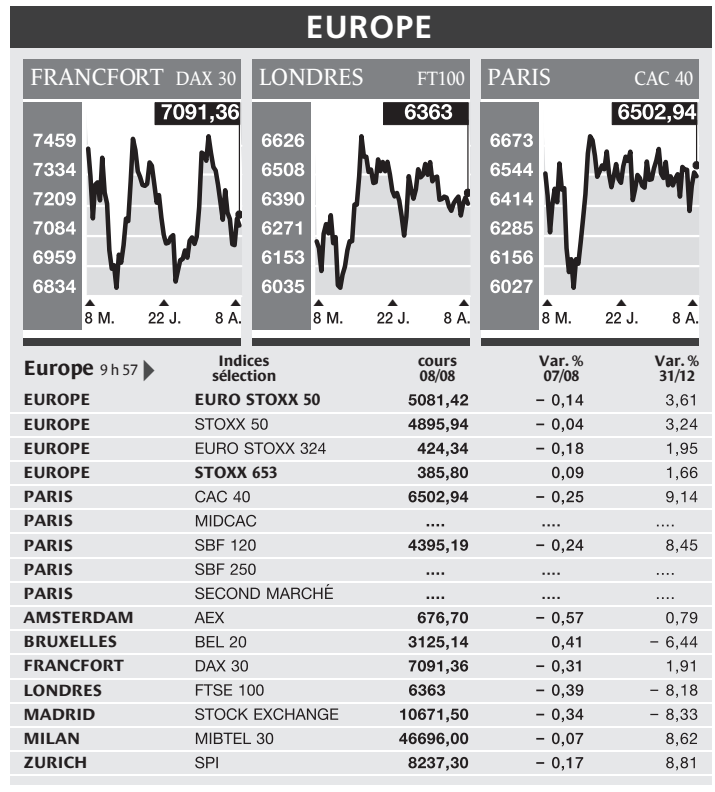 EUROPE
FRANCFORT DAX 30
7091,36
7459
7334
7209
7084
6959
6834
8 M. 22 J. 8 A.
LONDRES FT100
6363
6626
6508
6390
6271
6153
6035
8 M. 22 J. 8 A.
PARIS CAC 40
6502,94
6673
6544
6414
6285
6156
6027
8 M. 22 J. 8 A.
Europe 9 h 57 Indices sélection cours 08/08 Var. % 07/08 Var. % 31/12
EUROPE EURO STOXX 50 5081,42 – 0,14 3,61
EUROPE STOXX 50 4895,94 – 0,04 3,24
EUROPE EURO STOXX 324 424,34 – 0,18 1,95
EUROPE STOXX 653 385,80 0,09 1,66
PARIS CAC 40 6502,94 – 0,25 9,14
PARIS MIDCAC .... .... ....
PARIS SBF 120 4395,19 – 0,24 8,45
PARIS SBF 250 .... .... ....
PARIS SECOND MARCHÉ .... .... ....
AMSTERDAM AEX 676,70 – 0,57 0,79
BRUXELLES BEL 20 3125,14 0,41 – 6,44
FRANCFORT DAX 30 7091,36 – 0,31 1,91
LONDRES FTSE 100 6363 – 0,39 – 8,18
MADRID STOCK EXCHANGE 10671,50 – 0,34 – 8,33
MILAN MIBTEL 30 46696,00 – 0,07 8,62
ZURICH SPI 8237,30 – 0,17 8,81